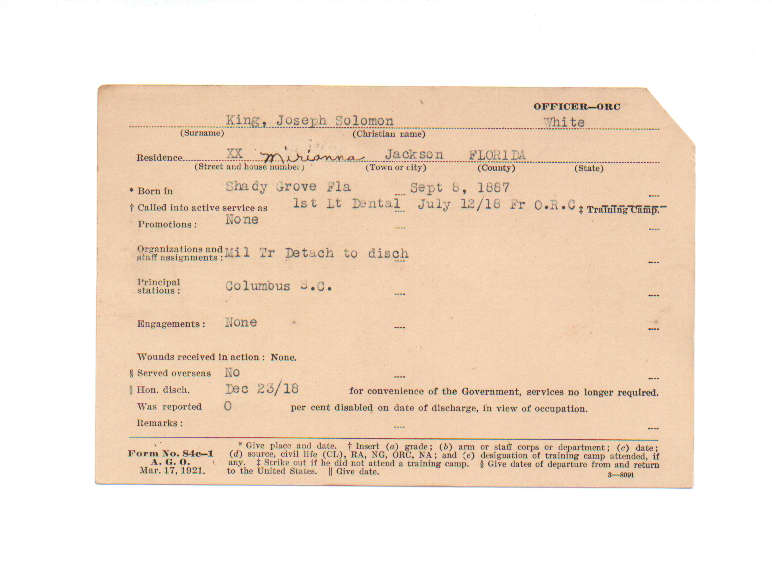 OFFICER—ORC
King, Joseph Solomon White
(Surname) (Christian name)
Residence XX Mirianna Jackson FLORIDA
(Street and house number) (Town or city) (County) (State)
* Born in Shady Grove Fla Sept 8, 1887
† Called into active service as 1st Lt Dental July 12/18 Fr O.R.C. ‡ Training Camp.
Promotions: None
Organizations and
staff assignments: Mil Tr Detach to disch
Principal
stations: Columbus S.C.
Engagements: None
Wounds received in action: None.
§ Served overseas No
‖ Hon. disch. Dec 23/18 for convenience of the Government, services no longer required.
Was reported 0 per cent disabled on date of discharge, in view of occupation.
Remarks:
Form No. 84c-1
A. G. O.
Mar. 17, 1921.
* Give place and date. † Insert (a) grade; (b) arm or staff corps or department; (c) date;
(d) source, civil life (CL), RA, NG, ORC, NA; and (e) designation of training camp attended, if
any. ‡ Strike out if he did not attend a training camp. § Give dates of departure from and return
to the United States. ‖ Give date.
3—8091